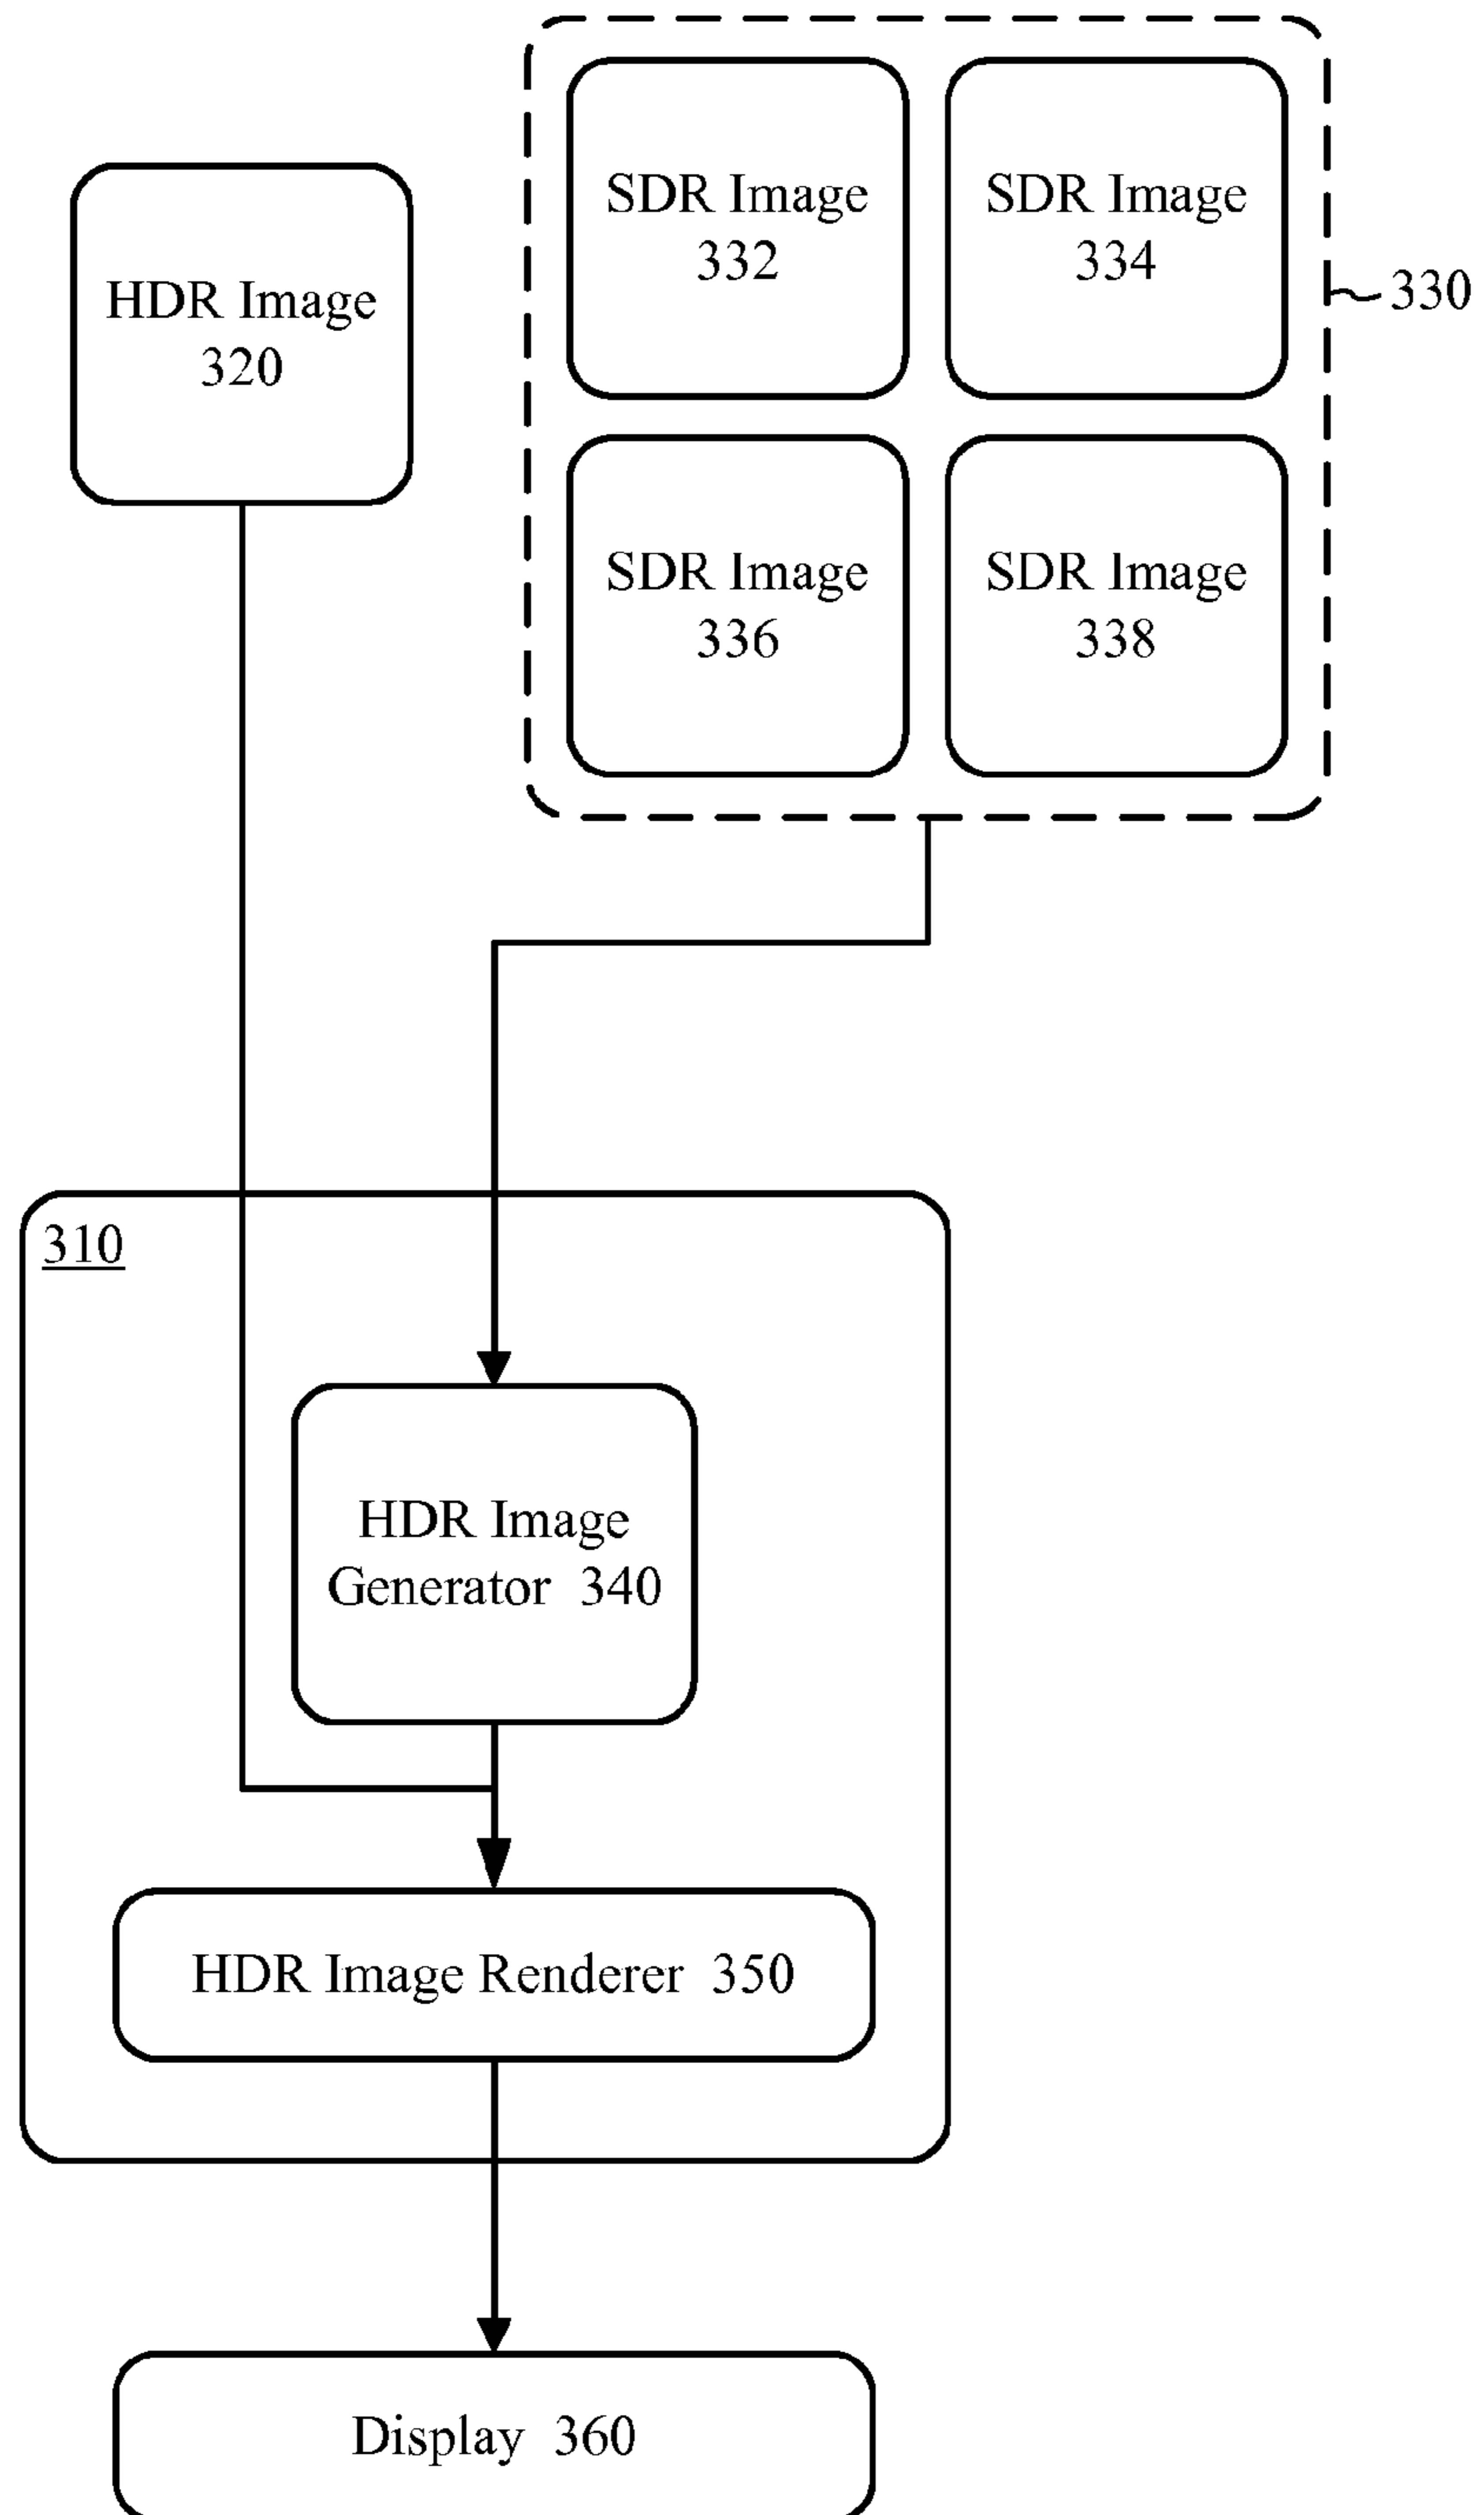 SDR Image
332
SDR Image
334
HDR Image
320
330
SDR Image
336
SDR Image
338
310
HDR Image
Generator 340
HDR Image Renderer 350
Display 360